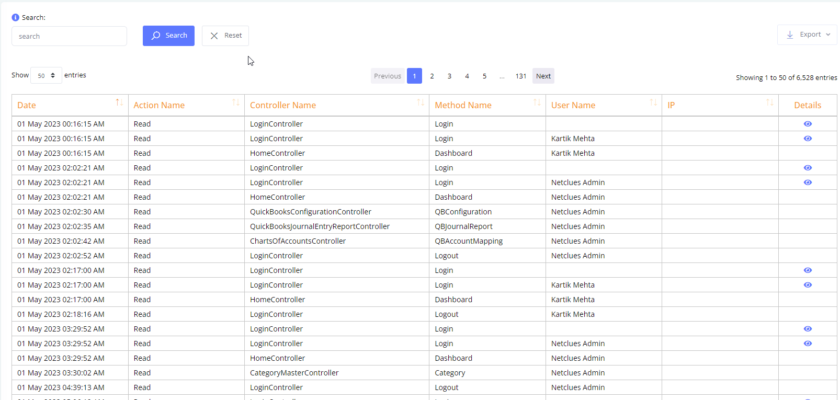 Search:
search Search Reset Export
Show 50 entries Previous 1 2 3 4 5 ... 131 Next Showing 1 to 50 of 6,528 entries
Date Action Name Controller Name Method Name User Name IP Details
01 May 2023 00:16:15 AM Read LoginController Login
01 May 2023 00:16:15 AM Read LoginController Login Kartik Mehta
01 May 2023 00:16:15 AM Read HomeController Dashboard Kartik Mehta
01 May 2023 02:02:21 AM Read LoginController Login
01 May 2023 02:02:21 AM Read LoginController Login Netclues Admin
01 May 2023 02:02:21 AM Read HomeController Dashboard Netclues Admin
01 May 2023 02:02:30 AM Read QuickBooksConfigurationController QBConfiguration Netclues Admin
01 May 2023 02:02:35 AM Read QuickBooksJournalEntryReportController QBJournalReport Netclues Admin
01 May 2023 02:02:42 AM Read ChartsOfAccountsController QBAccountMapping Netclues Admin
01 May 2023 02:02:52 AM Read LoginController Logout Netclues Admin
01 May 2023 02:17:00 AM Read LoginController Login
01 May 2023 02:17:00 AM Read LoginController Login Kartik Mehta
01 May 2023 02:17:00 AM Read HomeController Dashboard Kartik Mehta
01 May 2023 02:18:16 AM Read LoginController Logout Kartik Mehta
01 May 2023 03:29:52 AM Read LoginController Login
01 May 2023 03:29:52 AM Read LoginController Login Netclues Admin
01 May 2023 03:29:52 AM Read HomeController Dashboard Netclues Admin
01 May 2023 03:30:02 AM Read CategoryMasterController Category Netclues Admin
01 May 2023 04:39:13 AM Read LoginController Logout Netclues Admin